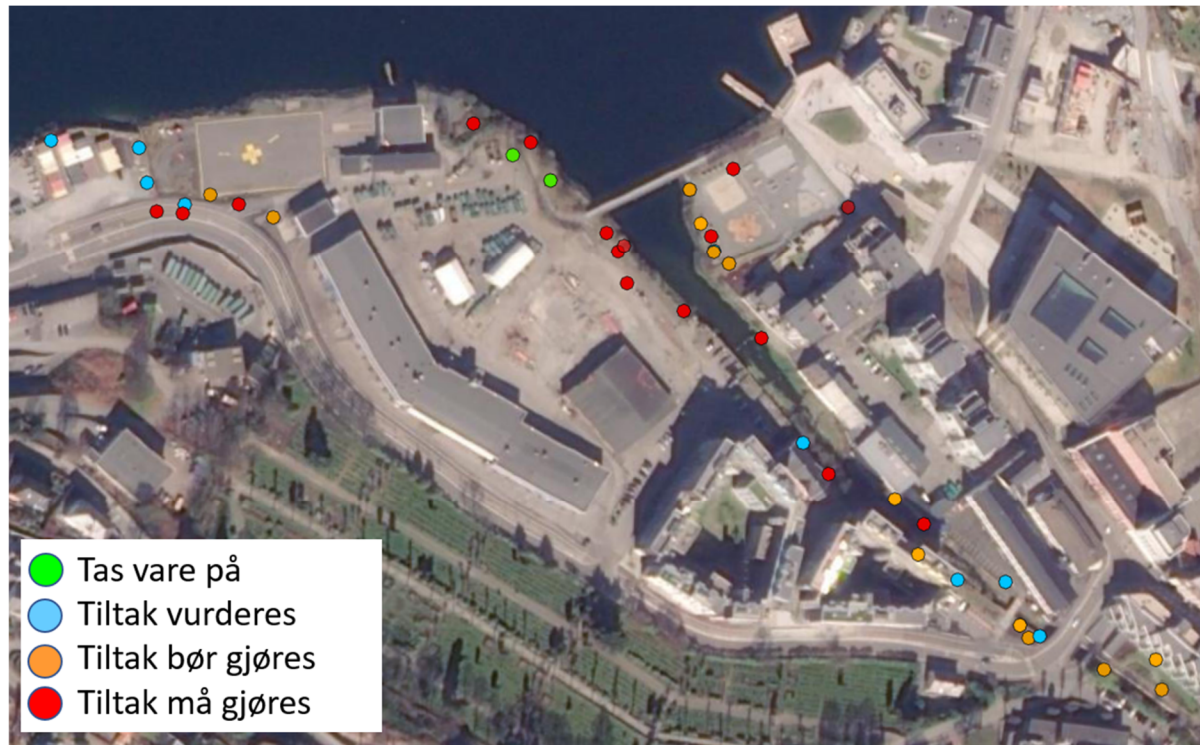 Tas vare på
Tiltak vurderes
Tiltak bør gjøres
Tiltak må gjøres